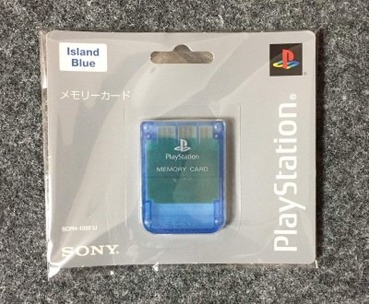 Island
Blue
メモリーカード
PlayStation
MEMORY CARD
SONY
PlayStation